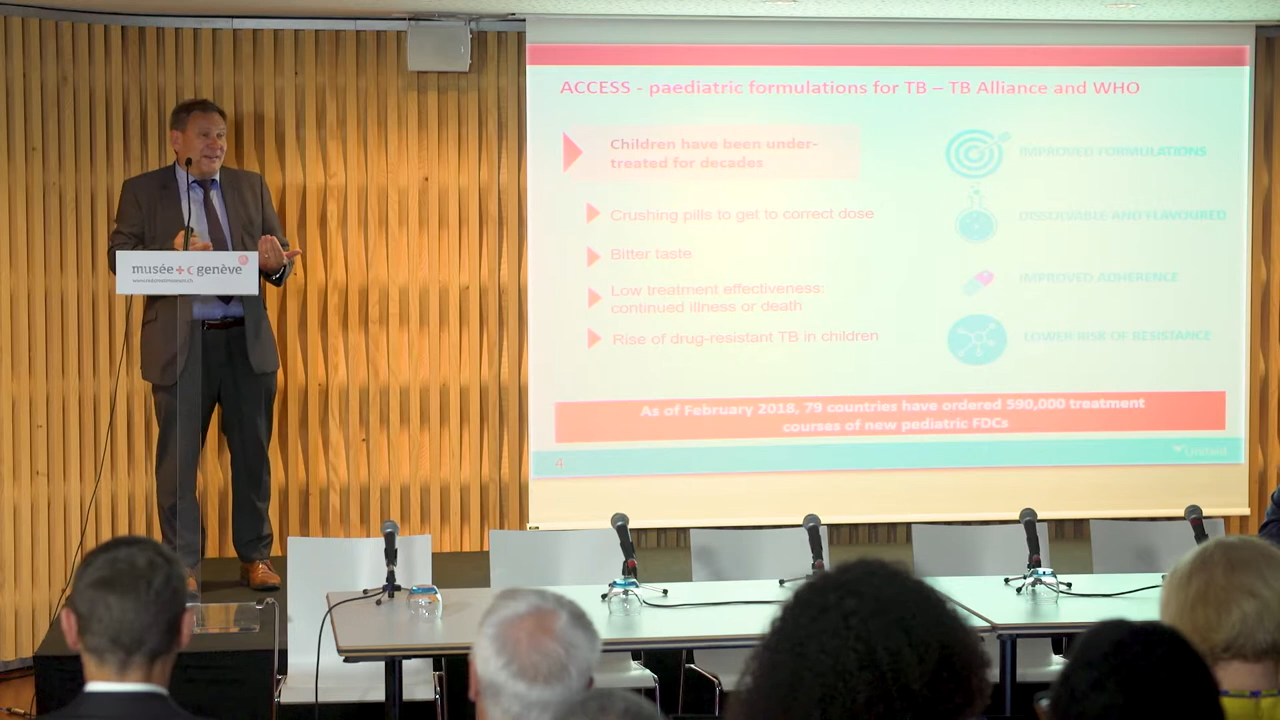 ACCESS - paediatric formulations for TB – TB Alliance and WHO
Children have been under-
treated for decades
Crushing pills to get to correct dose
Bitter taste
Low treatment effectiveness:
continued illness or death
Rise of drug-resistant TB in children
IMPROVED FORMULATIONS
DISSOLVABLE AND FLAVOURED
IMPROVED ADHERENCE
LOWER RISK OF RESISTANCE
As of February 2018, 79 countries have ordered 590,000 treatment
courses of new pediatric FDCs
4
Unitaid
musée genève